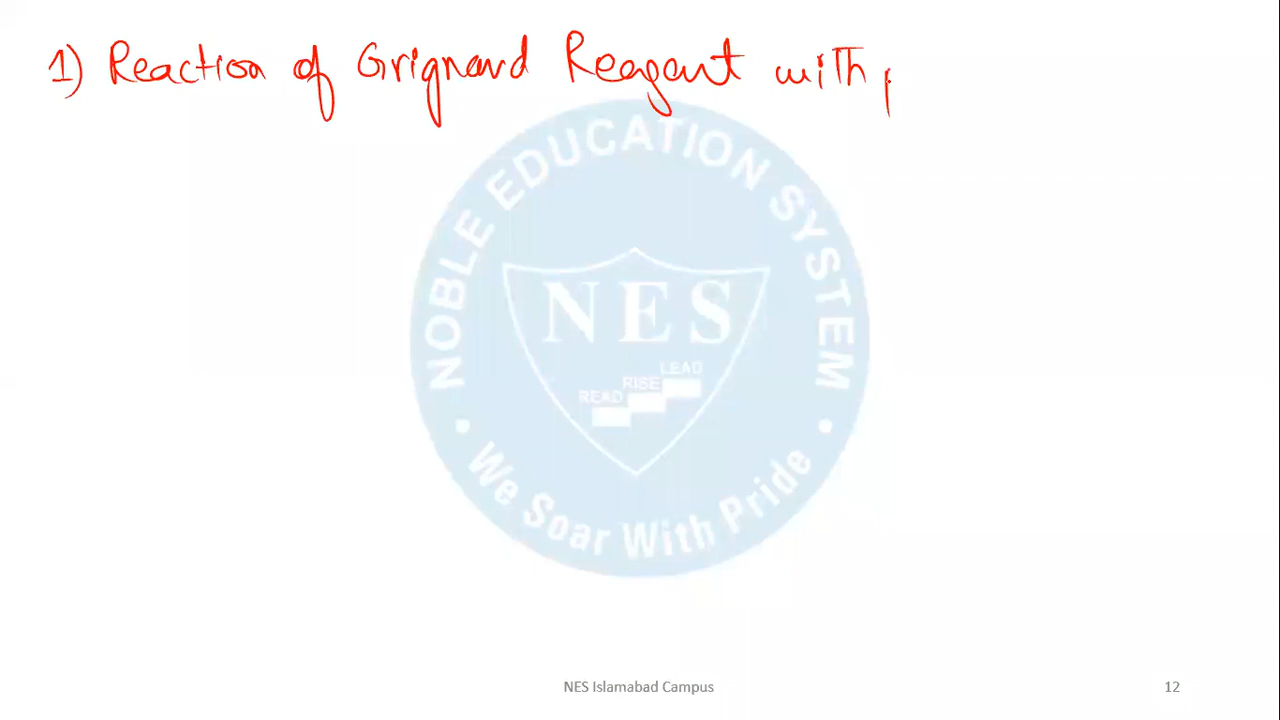 1) Reaction of Grignard Reagent with
NOBLE EDUCATION SYSTEM
NES
LEAD
RISE
READ
• We Soar With Pride •
NES Islamabad Campus
12